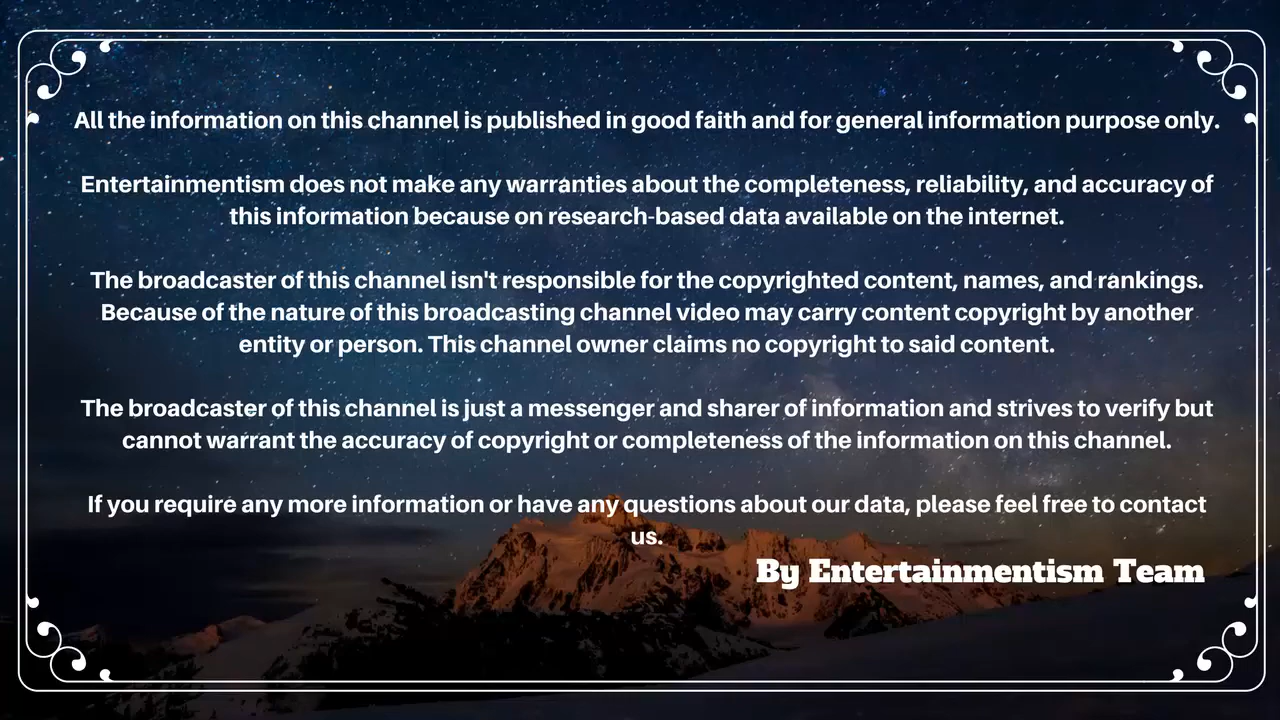 All the information on this channel is published in good faith and for general information purpose only.
Entertainmentism does not make any warranties about the completeness, reliability, and accuracy of
this information because on research-based data available on the internet.
The broadcaster of this channel isn't responsible for the copyrighted content, names, and rankings.
Because of the nature of this broadcasting channel video may carry content copyright by another
entity or person. This channel owner claims no copyright to said content.
The broadcaster of this channel is just a messenger and sharer of information and strives to verify but
cannot warrant the accuracy of copyright or completeness of the information on this channel.
If you require any more information or have any questions about our data, please feel free to contact
us.
By Entertainmentism Team